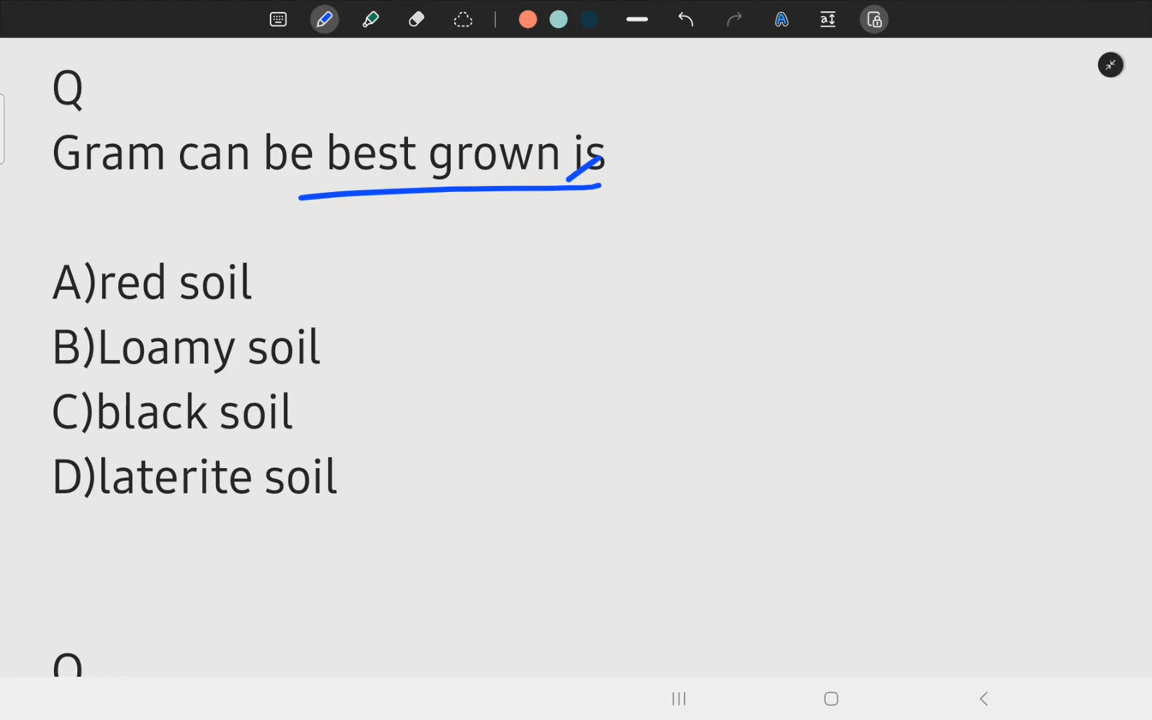 Q
Gram can be best grown is
A)red soil
B)Loamy soil
C)black soil
D)laterite soil